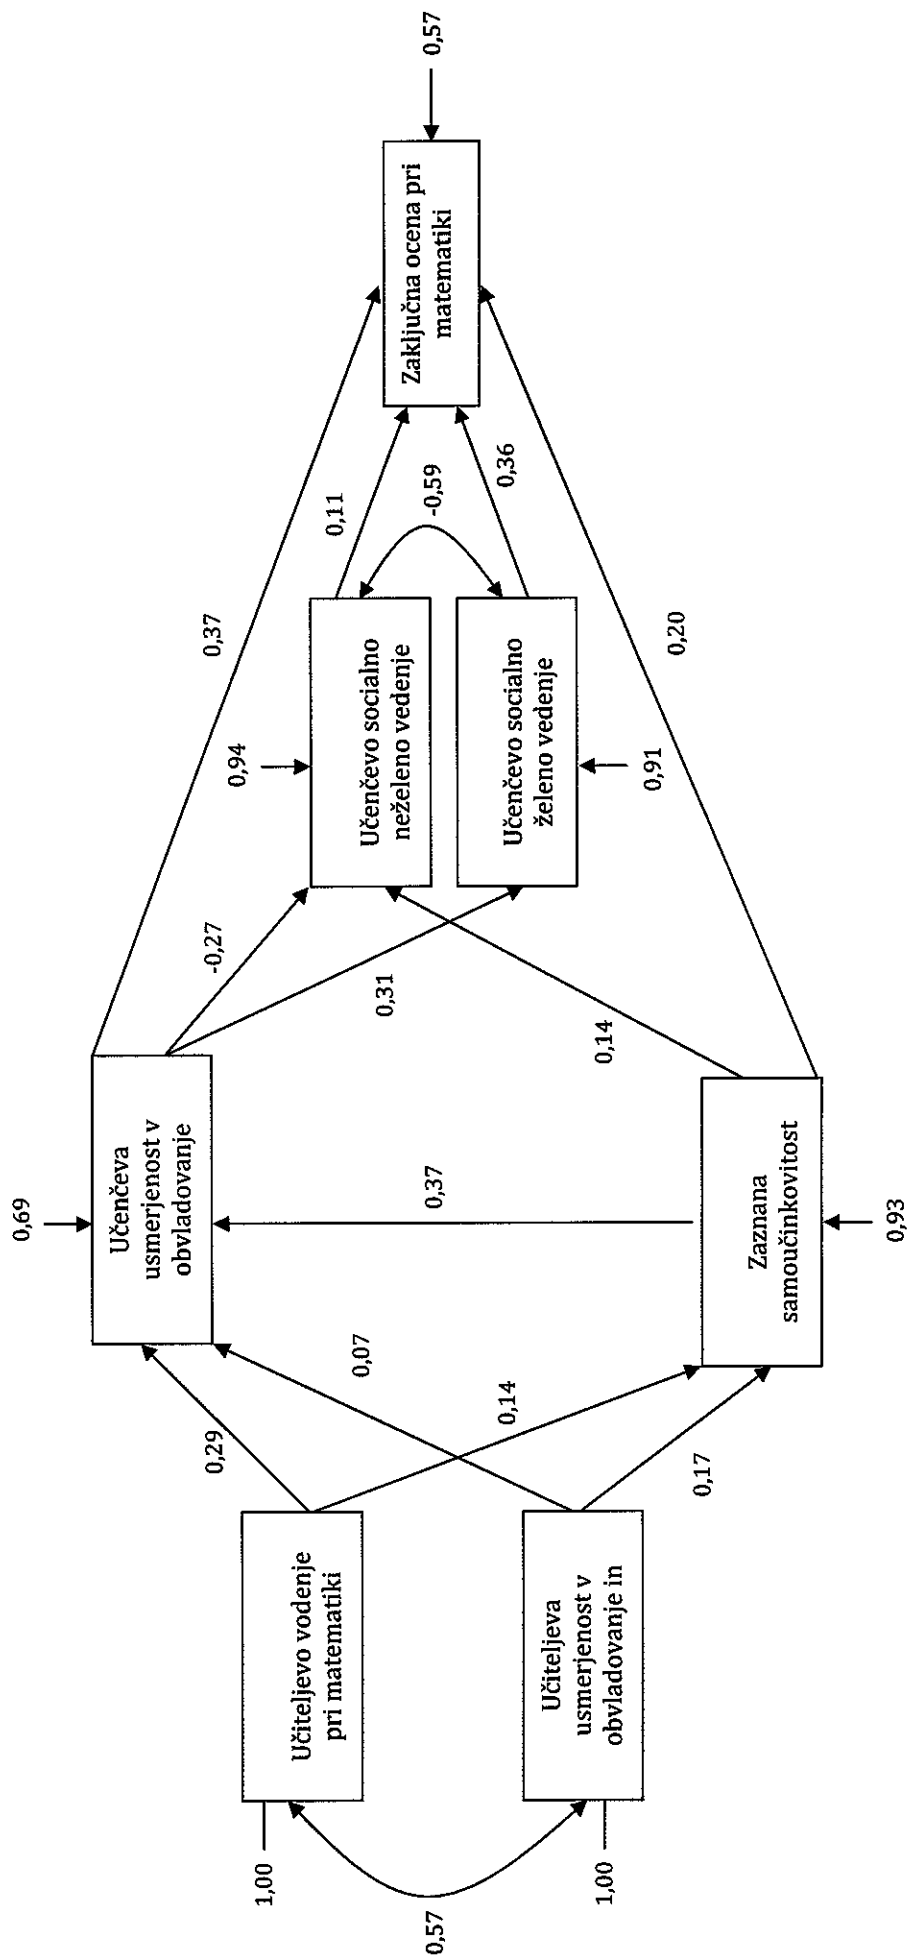 1,00
0,57
1,00
Učiteljevo vodenje
pri matematiki
Učiteljeva
usmerjenost v
obvladovanje in
0,29
0,07
0,14
0,17
0,69
Učenčeva
usmerjenost v
obvladovanje
0,37
Zaznana
samoučinkovitost
0,93
-0,27
0,31
0,14
0,94
Učenčevo socialno
neželeno vedenje
Učenčevo socialno
želeno vedenje
0,91
0,37
0,11
-0,59
0,36
0,20
Zaključna ocena pri
matematiki
0,57